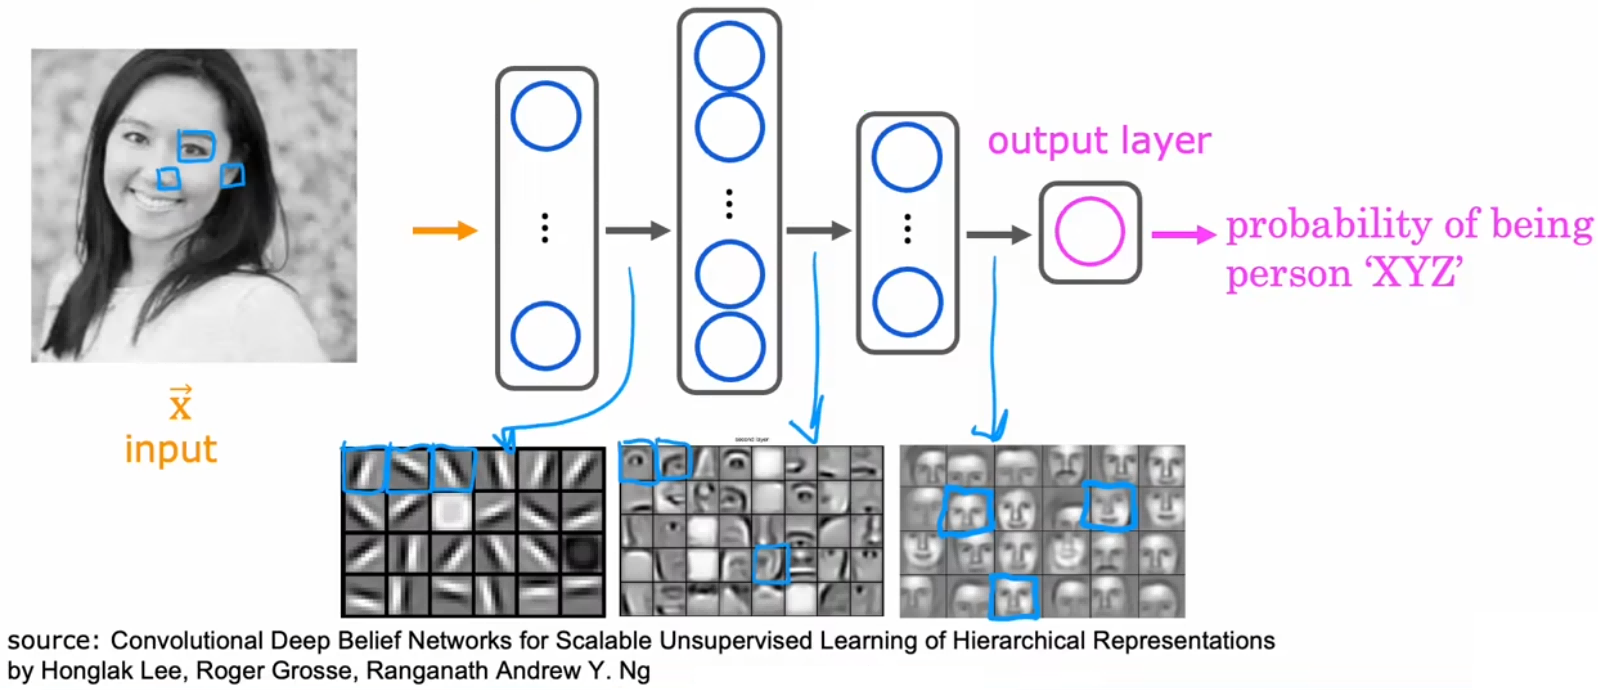 output layer
probability of being
person ‘XYZ’
x⃗
input
second layer
source: Convolutional Deep Belief Networks for Scalable Unsupervised Learning of Hierarchical Representations
by Honglak Lee, Roger Grosse, Ranganath Andrew Y. Ng